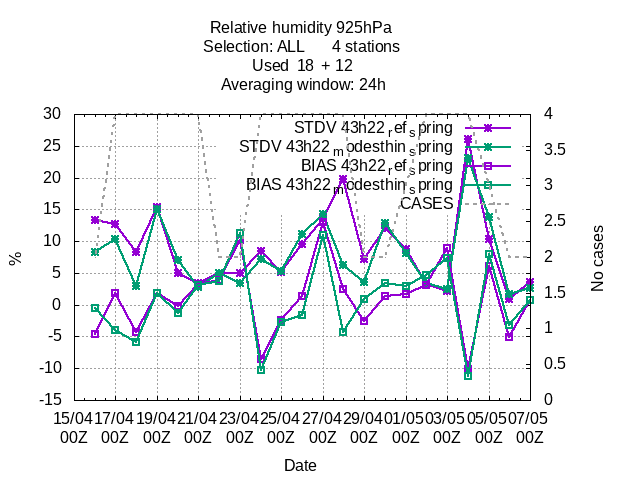 Relative humidity 925hPa
Selection: ALL 4 stations
Used 18 + 12
Averaging window: 24h
30 4
STDV 43h22refspring
25 3.5
STDV 43h22modesthinspring
BIAS 43h22refspring
20 3
BIAS 43h22modesthinspring
CASES
15 2.5
10 2
%
No cases
5
1.5
0
-5 1
-10 0.5
-15 0
15/04 17/04 19/04 21/04 23/04 25/04 27/04 29/04 01/05 03/05 05/05 07/05
00Z 00Z 00Z 00Z 00Z 00Z 00Z 00Z 00Z 00Z 00Z 00Z
Date